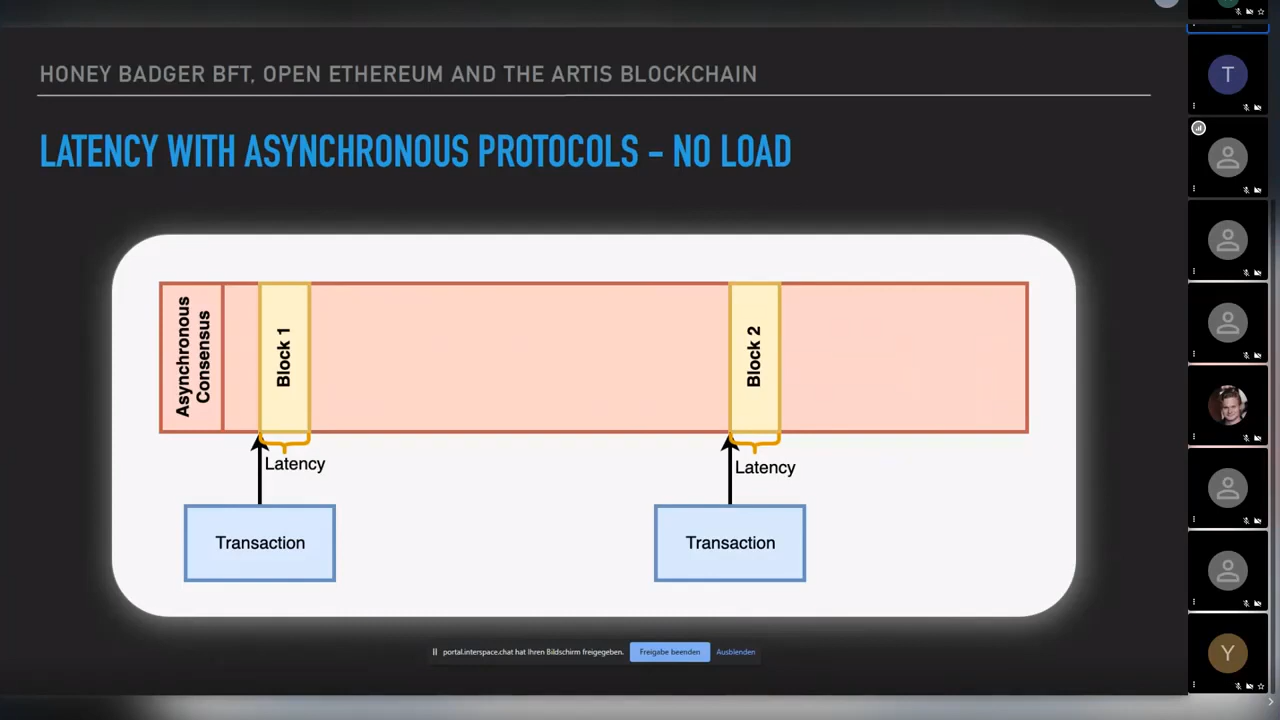 HONEY BADGER BFT, OPEN ETHEREUM AND THE ARTIS BLOCKCHAIN
LATENCY WITH ASYNCHRONOUS PROTOCOLS – NO LOAD
Asynchronous
Consensus
Block 1
Block 2
Latency
Latency
Transaction
Transaction
portal.interspace.chat hat Ihren Bildschirm freigegeben.
Freigabe beenden
Ausblenden
T
Y